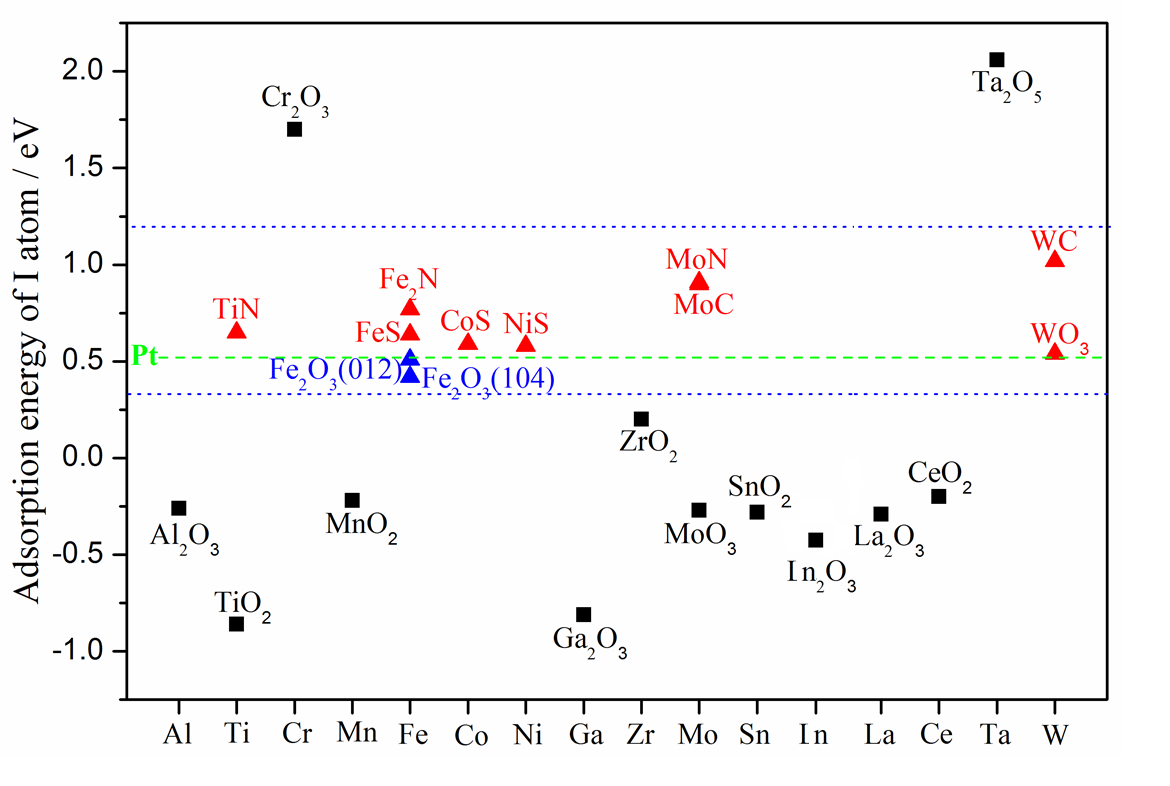 Adsorption energy of I atom / eV
2.0
1.5
1.0
0.5
0.0
-0.5
-1.0
Ta₂O₅
Cr₂O₃
WC
MoN
Fe₂N
MoC
TiN
CoS
NiS
FeS
WO₃
Pt
Fe₂O₃(012)
Fe₂O₃(104)
ZrO₂
CeO₂
SnO₂
MnO₂
Al₂O₃
MoO₃
La₂O₃
In₂O₃
TiO₂
Ga₂O₃
Al Ti Cr Mn Fe Co Ni Ga Zr Mo Sn In La Ce Ta W